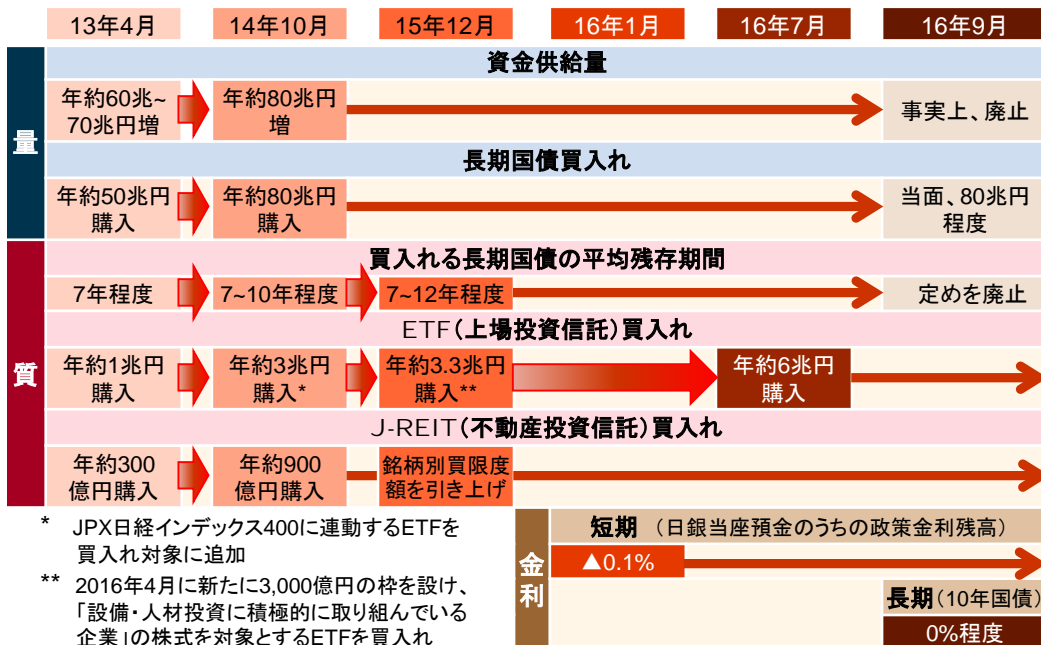 13年4月
14年10月
15年12月
16年1月
16年7月
16年9月
量
資金供給量
年約60兆~
70兆円増
年約80兆円
増
事実上、廃止
長期国債買入れ
年約50兆円
購入
年約80兆円
購入
当面、80兆円
程度
質
買入れる長期国債の平均残存期間
7年程度
7~10年程度
7~12年程度
定めを廃止
ETF(上場投資信託)買入れ
年約1兆円
購入
年約3兆円
購入*
年約3.3兆円
購入**
年約6兆円
購入
J-REIT(不動産投資信託)買入れ
年約300
億円購入
年約900
億円購入
銘柄別買限度
額を引き上げ
* JPX日経インデックス400に連動するETFを
買入れ対象に追加
** 2016年4月に新たに3,000億円の枠を設け、
「設備・人材投資に積極的に取り組んでいる
企業」の株式を対象とするETFを買入れ
金利
短期 (日銀当座預金のうちの政策金利残高)
▲0.1%
長期(10年国債)
0%程度